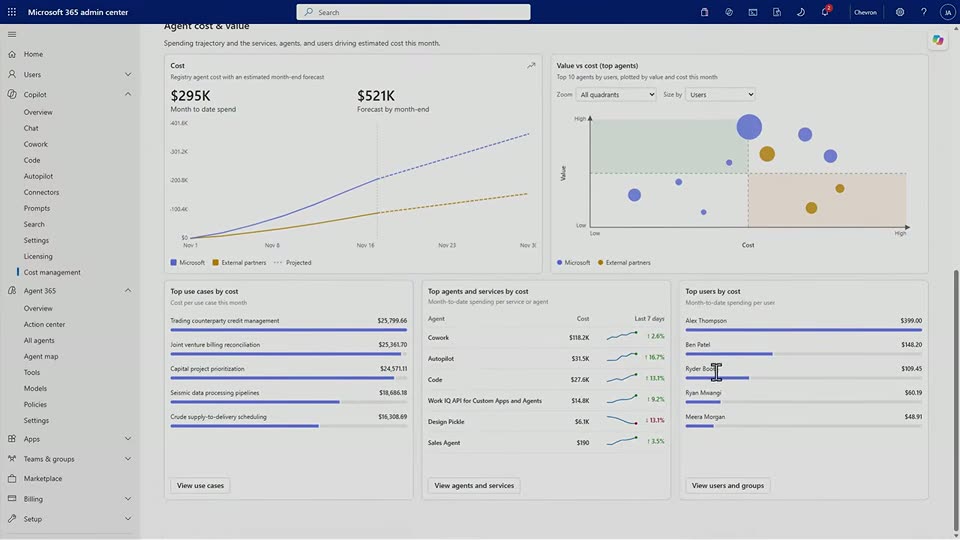 Microsoft 365 admin center
Search
2
Chevron
?
JA
Home
Users
Copilot
Overview
Chat
Cowork
Code
Autopilot
Connectors
Prompts
Search
Settings
Licensing
Cost management
Agent 365
Overview
Action center
All agents
Agent map
Tools
Models
Policies
Settings
Apps
Teams & groups
Marketplace
Billing
Setup
Agent cost & value
Spending trajectory and the services, agents, and users driving estimated cost this month.
Cost
Registry agent cost with an estimated month-end forecast
$295K
Month to date spend
$521K
Forecast by month-end
-401.8K
-301.2K
-200.8K
-100.4K
$0
Nov 1 Nov 8 Nov 16 Nov 23 Nov 30
Microsoft External partners Projected
Value vs cost (top agents)
Top 10 agents by users, plotted by value and cost this month
Zoom All quadrants Size by Users
High
Value
Low
Low High
Cost
Microsoft External partners
Top use cases by cost
Cost per use case this month
Trading counterparty credit management $25,799.66
Joint venture billing reconciliation $25,361.70
Capital project prioritization $24,571.11
Seismic data processing pipelines $18,686.18
Crude supply-to-delivery scheduling $16,308.69
View use cases
Top agents and services by cost
Month-to-date spending per service or agent
Agent Cost Last 7 days
Cowork $118.2K ↑ 2.6%
Autopilot $31.5K ↑ 16.7%
Code $27.6K ↑ 13.1%
Work IQ API for Custom Apps and Agents $14.8K ↑ 9.2%
Design Pickle $6.1K ↓ 13.1%
Sales Agent $190 ↑ 3.5%
View agents and services
Top users by cost
Month-to-date spending per user
Alex Thompson $399.00
Ben Patel $148.20
Ryder $109.45
Ryan Mwangi $60.19
Meera Morgan $48.91
View users and groups